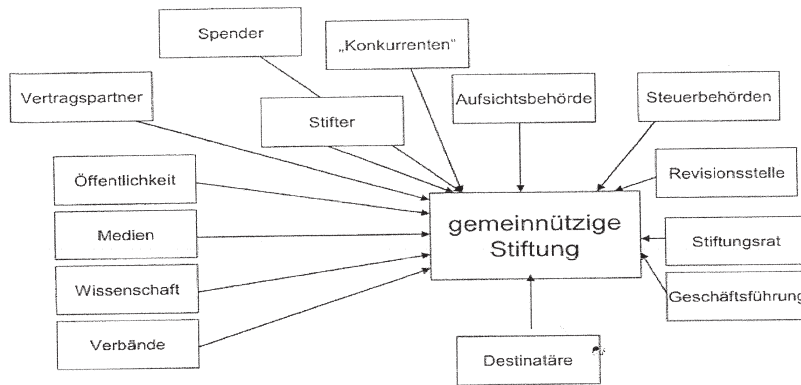 Spender
„Konkurrenten“
Vertragspartner
Stifter
Aufsichtsbehörde
Steuerbehörden
Öffentlichkeit
Revisionsstelle
gemeinnützige
Stiftung
Medien
Stiftungsrat
Wissenschaft
Geschäftsführung
Verbände
Destinatäre